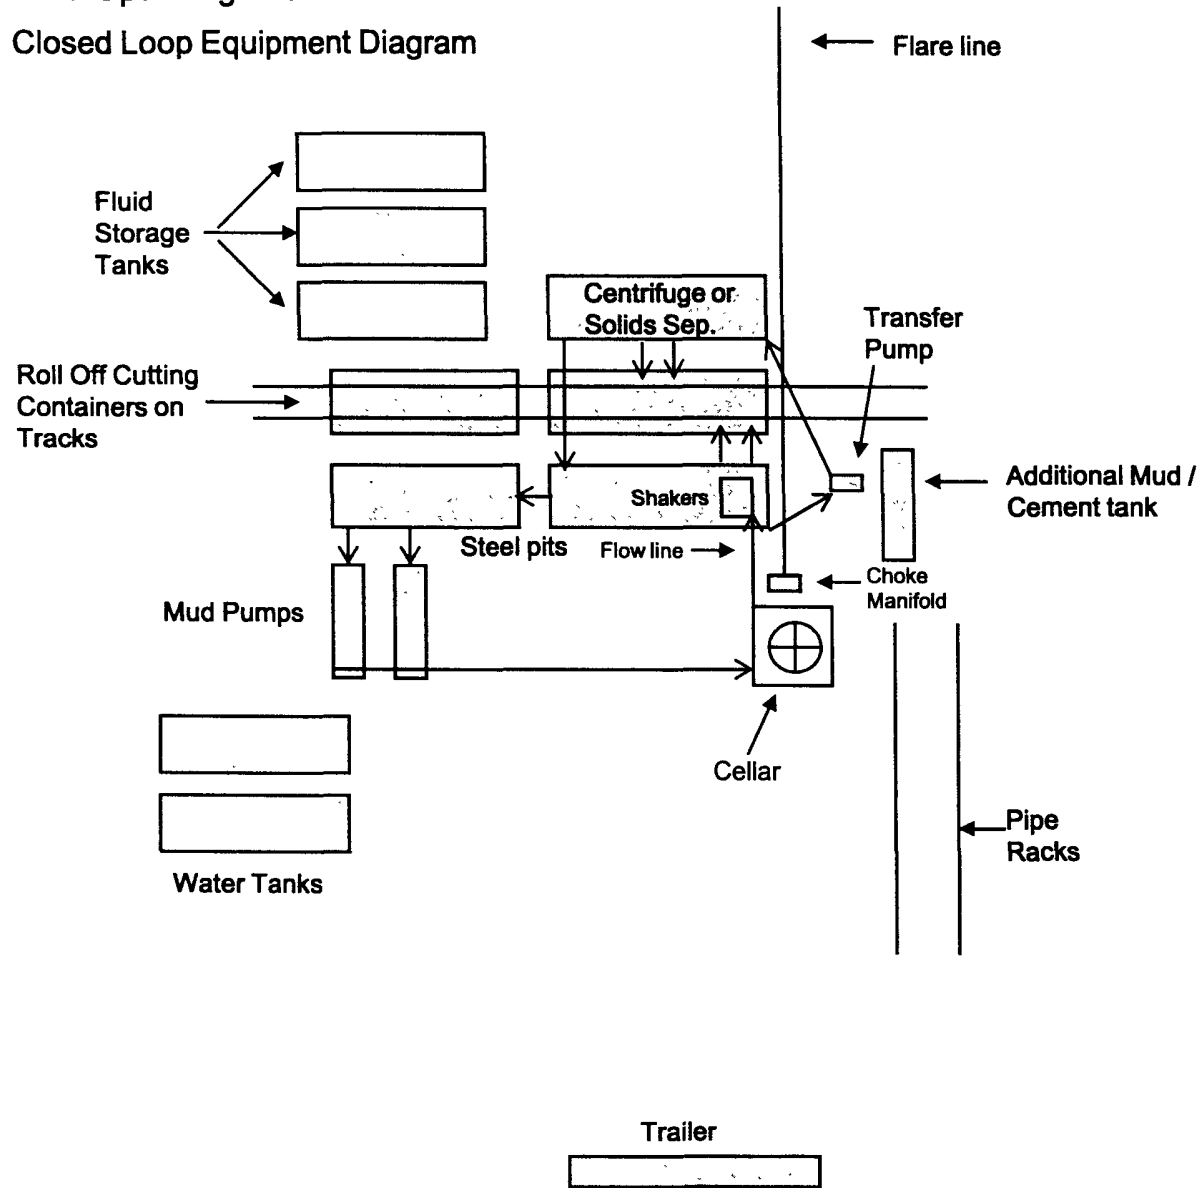 Closed Loop Equipment Diagram
Flare line
Fluid
Storage
Tanks
Centrifuge or
Solids Sep.
Transfer
Pump
Roll Off Cutting
Containers on
Tracks
Shakers
Additional Mud /
Cement tank
Steel pits
Flow line
Choke
Manifold
Mud Pumps
Cellar
Pipe
Racks
Water Tanks
Trailer